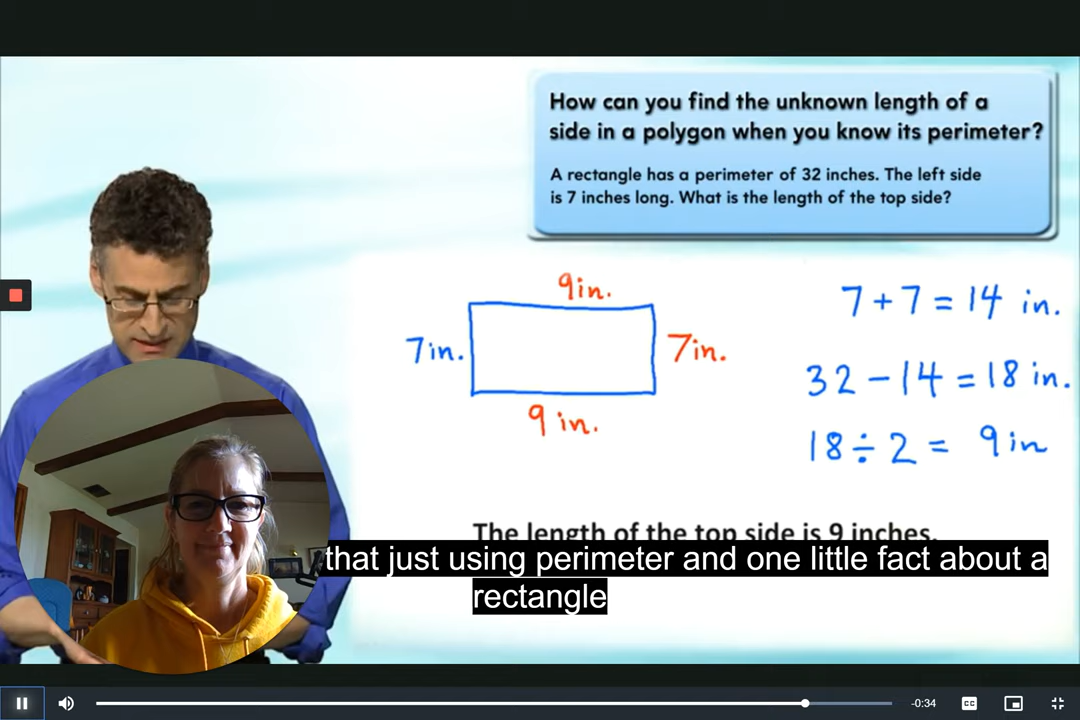 How can you find the unknown length of a
side in a polygon when you know its perimeter?
A rectangle has a perimeter of 32 inches. The left side
is 7 inches long. What is the length of the top side?
9in.
7in.
7in.
9 in.
7 + 7 = 14 in.
32 - 14 = 18 in.
18 ÷ 2 = 9in
The length of the top side is 9 inches.
that just using perimeter and one little fact about a
rectangle
-0:34
CC